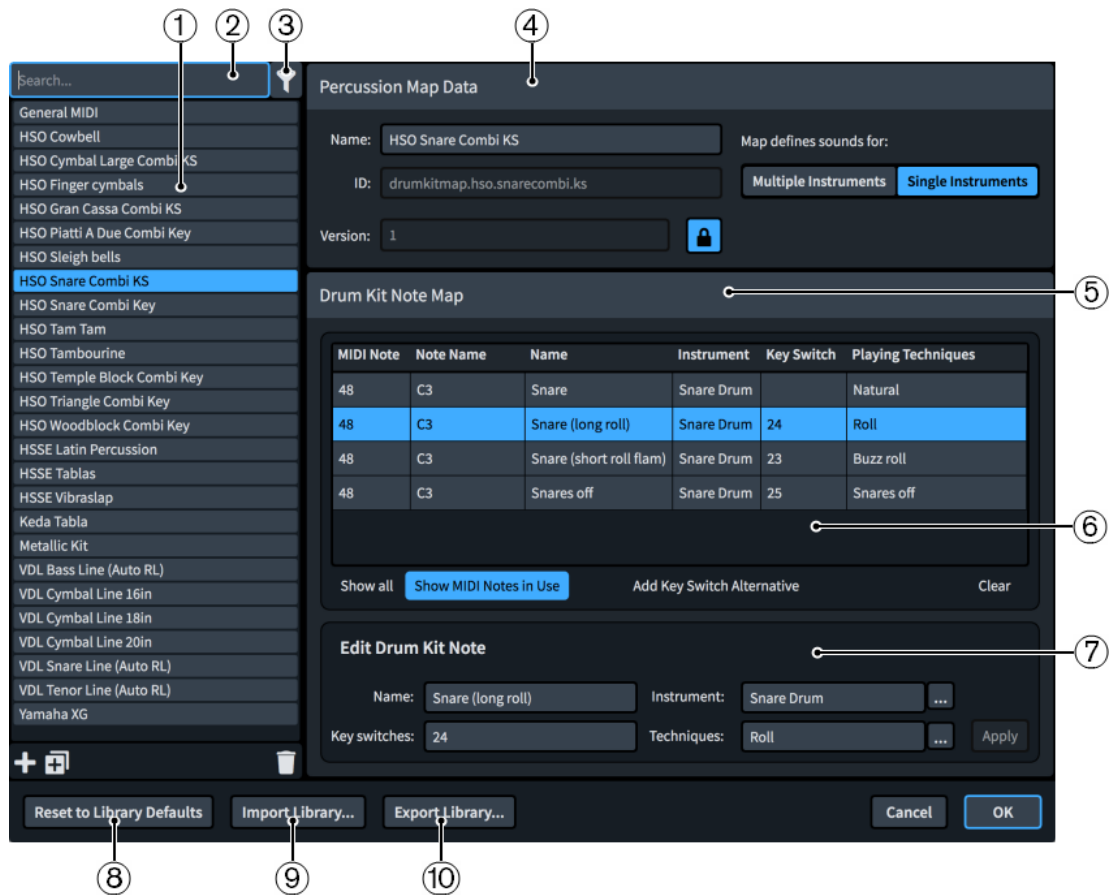 ① ② ③ ④
Search...
General MIDI
HSO Cowbell
HSO Cymbal Large Combi KS
HSO Finger cymbals
HSO Gran Cassa Combi KS
HSO Piatti A Due Combi Key
HSO Sleigh bells
HSO Snare Combi KS
HSO Snare Combi Key
HSO Tam Tam
HSO Tambourine
HSO Temple Block Combi Key
HSO Triangle Combi Key
HSO Woodblock Combi Key
HSSE Latin Percussion
HSSE Tablas
HSSE Vibraslap
Keda Tabla
Metallic Kit
VDL Bass Line (Auto RL)
VDL Cymbal Line 16in
VDL Cymbal Line 18in
VDL Cymbal Line 20in
VDL Snare Line (Auto RL)
VDL Tenor Line (Auto RL)
Yamaha XG
Percussion Map Data
Name: HSO Snare Combi KS
Map defines sounds for:
ID: drumkitmap.hso.snarecombi.ks
Multiple Instruments Single Instruments
Version: 1
Drum Kit Note Map
⑤
MIDI Note Note Name Name Instrument Key Switch Playing Techniques
48 C3 Snare Snare Drum Natural
48 C3 Snare (long roll) Snare Drum 24 Roll
48 C3 Snare (short roll flam) Snare Drum 23 Buzz roll
48 C3 Snares off Snare Drum 25 Snares off
⑥
Show all Show MIDI Notes in Use Add Key Switch Alternative Clear
Edit Drum Kit Note
⑦
Name: Snare (long roll) Instrument: Snare Drum ...
Key switches: 24 Techniques: Roll ... Apply
Reset to Library Defaults Import Library... Export Library... Cancel OK
⑧ ⑨ ⑩